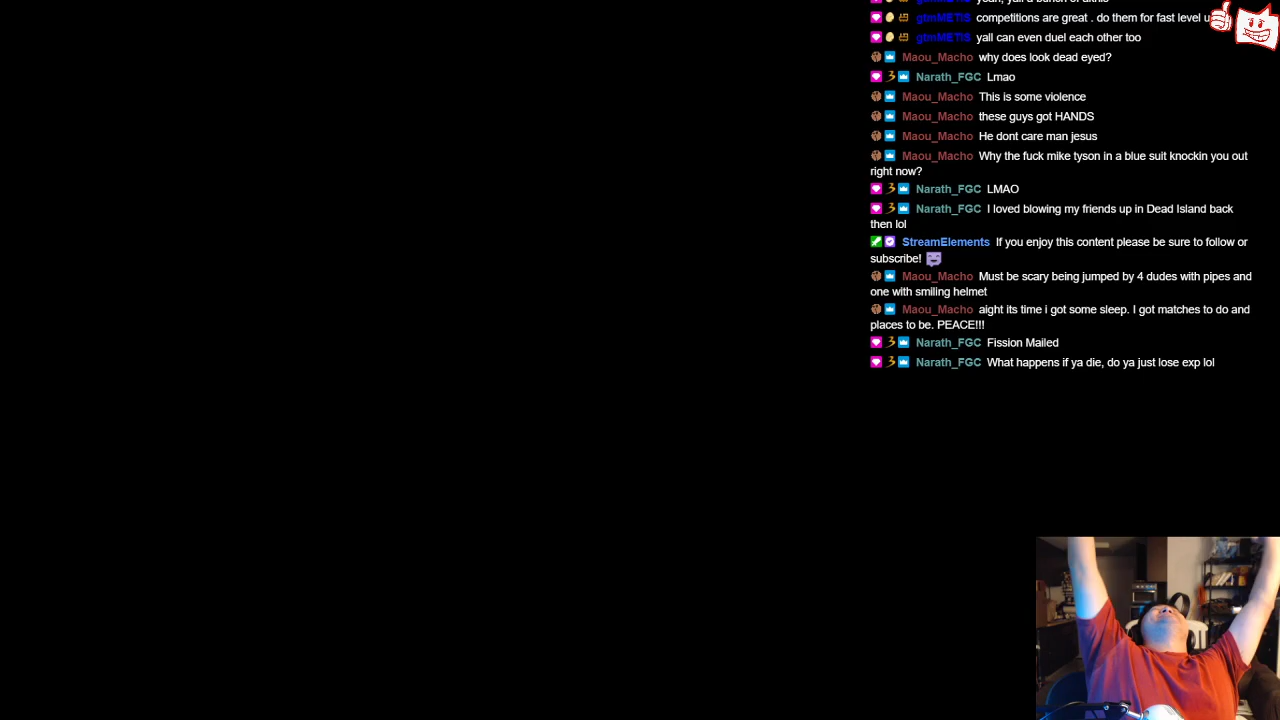 gtmMETIS competitions are great . do them for fast level
gtmMETIS yall can even duel each other too
Maou_Macho why does look dead eyed?
Narath_FGC Lmao
Maou_Macho This is some violence
Maou_Macho these guys got HANDS
Maou_Macho He dont care man jesus
Maou_Macho Why the fuck mike tyson in a blue suit knockin you out
right now?
Narath_FGC LMAO
Narath_FGC I loved blowing my friends up in Dead Island back
then lol
StreamElements If you enjoy this content please be sure to follow or
subscribe!
Maou_Macho Must be scary being jumped by 4 dudes with pipes and
one with smiling helmet
Maou_Macho aight its time i got some sleep. I got matches to do and
places to be. PEACE!!!
Narath_FGC Fission Mailed
Narath_FGC What happens if ya die, do ya just lose exp lol